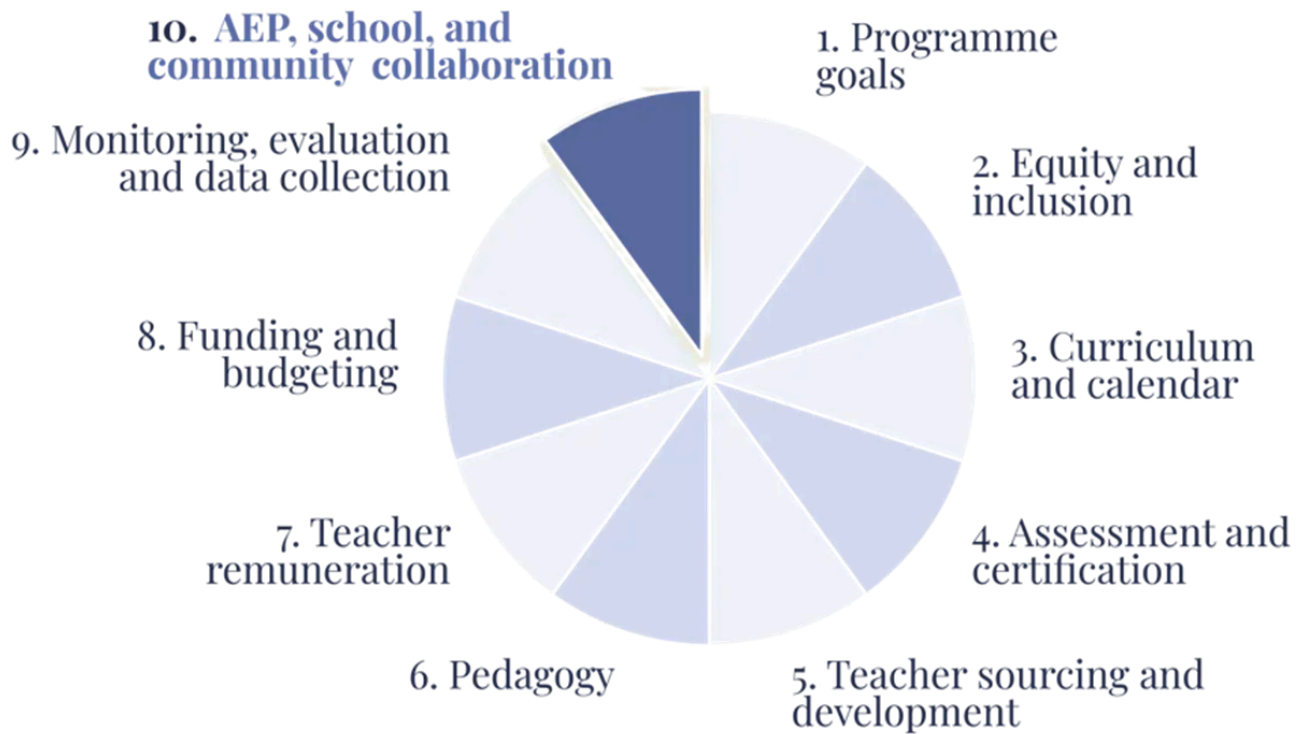 10. AEP, school, and
community collaboration
1. Programme
goals
9. Monitoring, evaluation
and data collection
2. Equity and
inclusion
8. Funding and
budgeting
3. Curriculum
and calendar
7. Teacher
remuneration
4. Assessment and
certification
6. Pedagogy
5. Teacher sourcing and
development